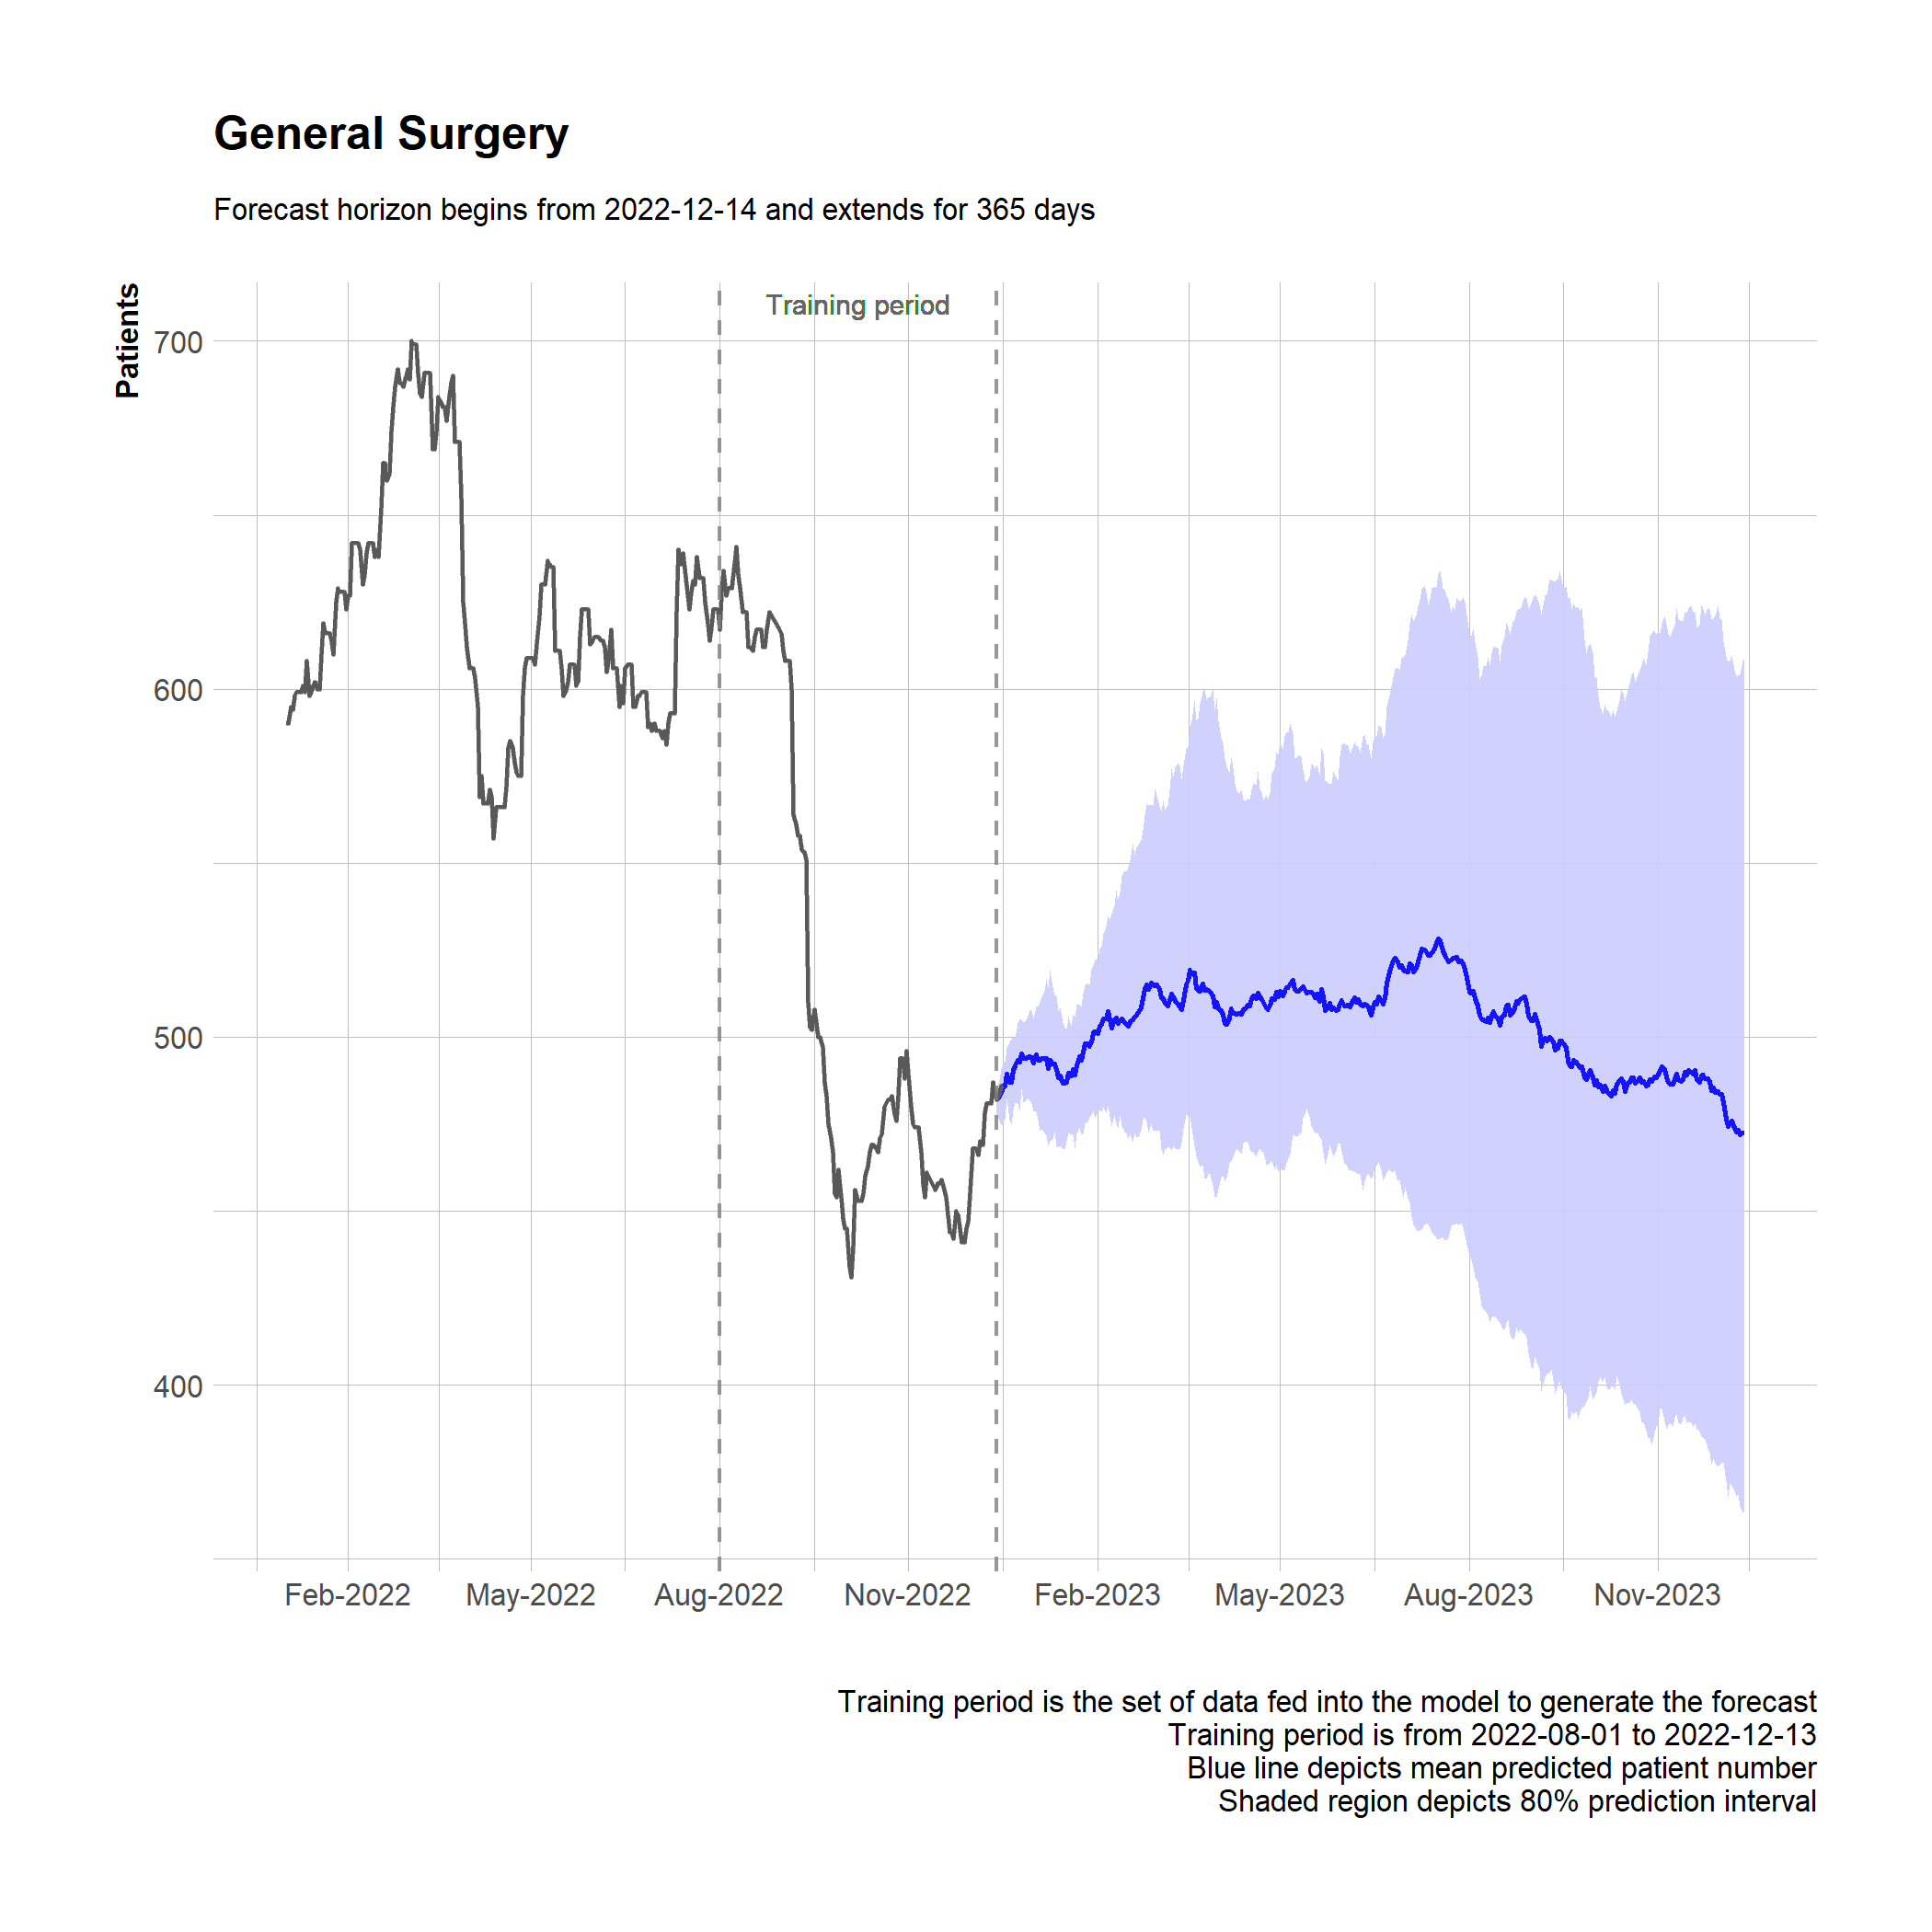 General Surgery
Forecast horizon begins from 2022-12-14 and extends for 365 days
Patients
Training period
700
600
500
400
Feb-2022
May-2022
Aug-2022
Nov-2022
Feb-2023
May-2023
Aug-2023
Nov-2023
Training period is the set of data fed into the model to generate the forecast
Training period is from 2022-08-01 to 2022-12-13
Blue line depicts mean predicted patient number
Shaded region depicts 80% prediction interval